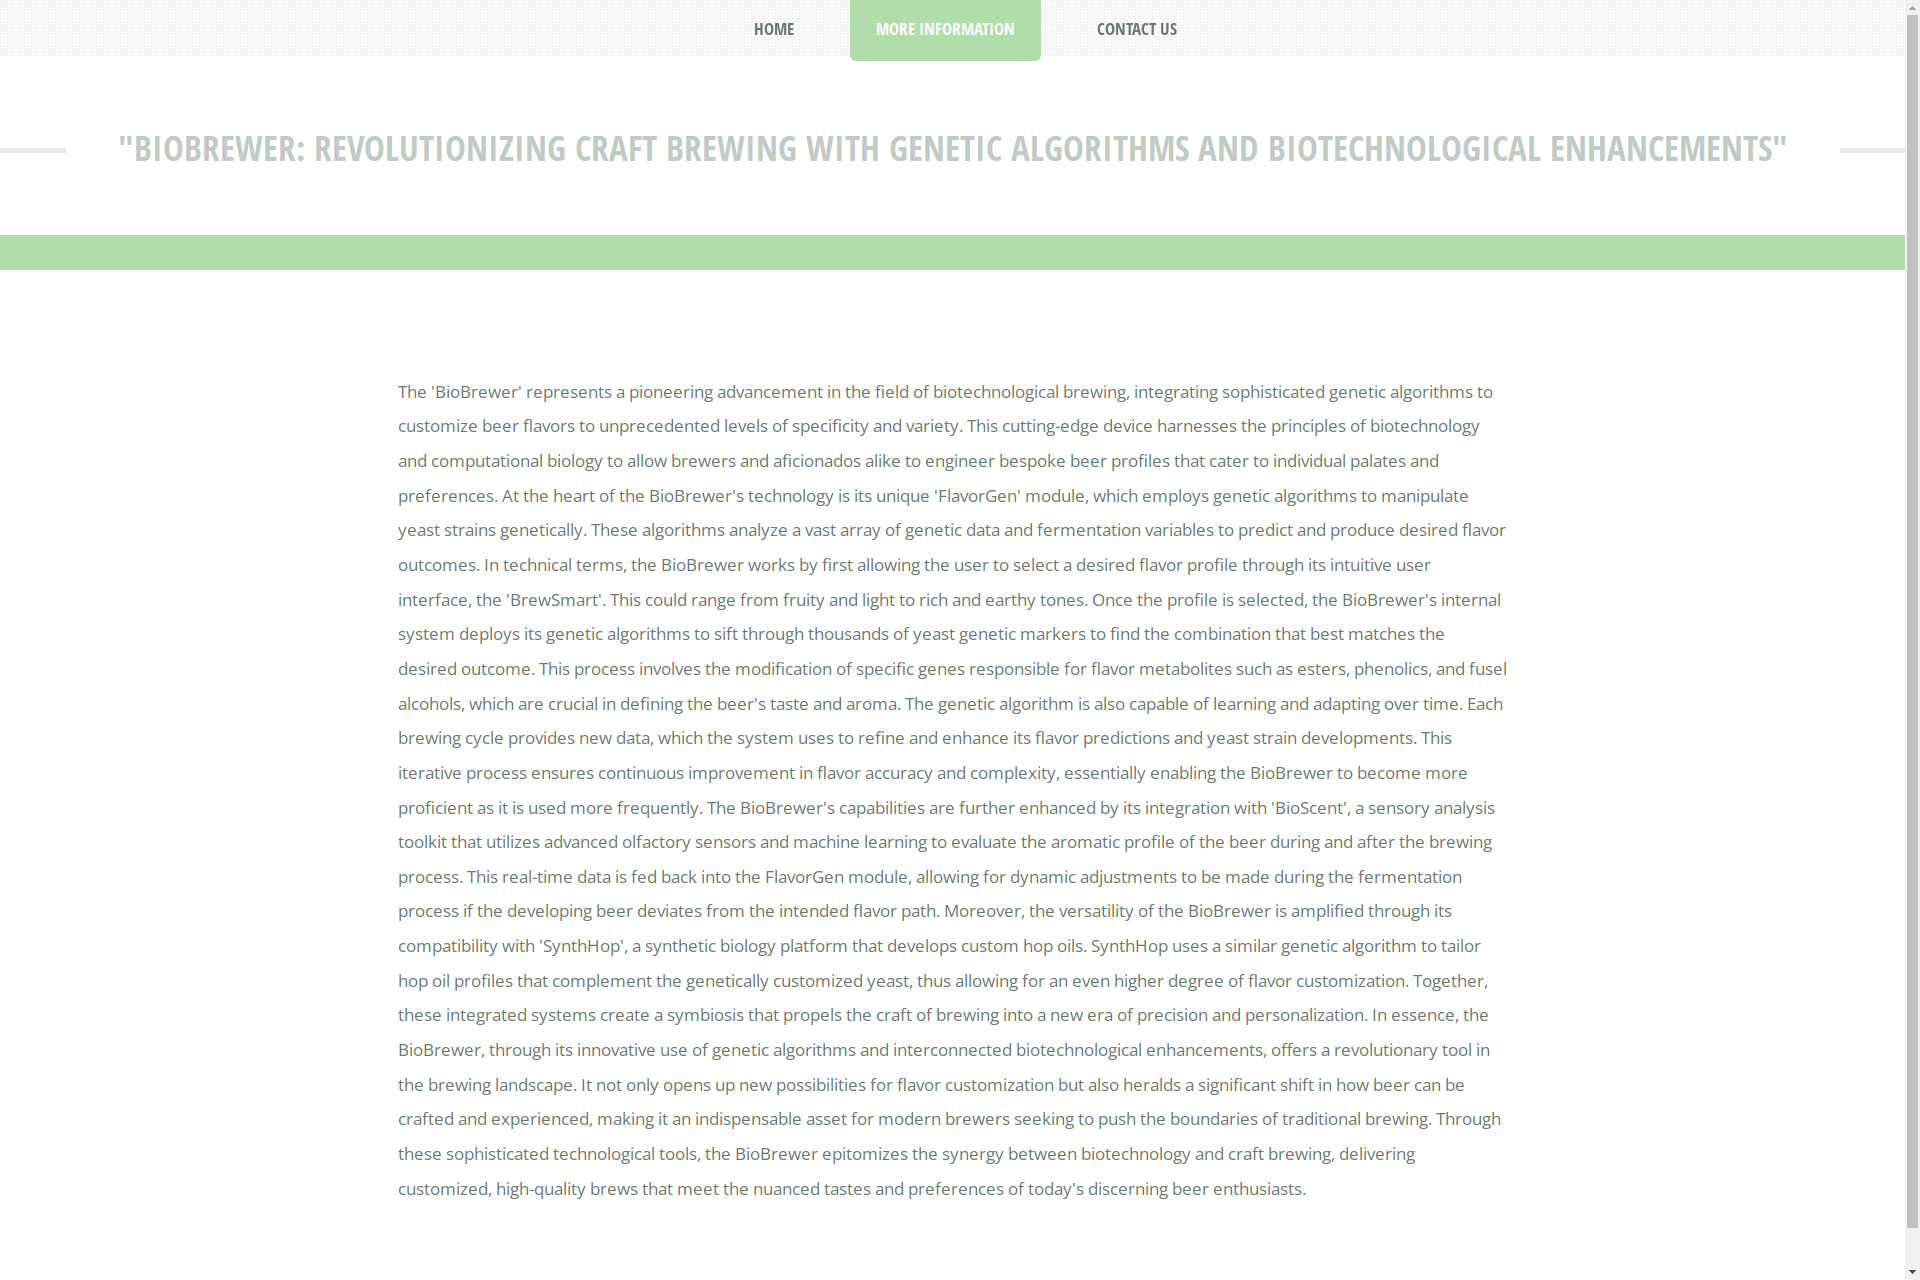 HOME
MORE INFORMATION
CONTACT US
"BIOBREWER: REVOLUTIONIZING CRAFT BREWING WITH GENETIC ALGORITHMS AND BIOTECHNOLOGICAL ENHANCEMENTS"
The 'BioBrewer' represents a pioneering advancement in the field of biotechnological brewing, integrating sophisticated genetic algorithms to
customize beer flavors to unprecedented levels of specificity and variety. This cutting-edge device harnesses the principles of biotechnology
and computational biology to allow brewers and aficionados alike to engineer bespoke beer profiles that cater to individual palates and
preferences. At the heart of the BioBrewer's technology is its unique 'FlavorGen' module, which employs genetic algorithms to manipulate
yeast strains genetically. These algorithms analyze a vast array of genetic data and fermentation variables to predict and produce desired flavor
outcomes. In technical terms, the BioBrewer works by first allowing the user to select a desired flavor profile through its intuitive user
interface, the 'BrewSmart'. This could range from fruity and light to rich and earthy tones. Once the profile is selected, the BioBrewer's internal
system deploys its genetic algorithms to sift through thousands of yeast genetic markers to find the combination that best matches the
desired outcome. This process involves the modification of specific genes responsible for flavor metabolites such as esters, phenolics, and fusel
alcohols, which are crucial in defining the beer's taste and aroma. The genetic algorithm is also capable of learning and adapting over time. Each
brewing cycle provides new data, which the system uses to refine and enhance its flavor predictions and yeast strain developments. This
iterative process ensures continuous improvement in flavor accuracy and complexity, essentially enabling the BioBrewer to become more
proficient as it is used more frequently. The BioBrewer's capabilities are further enhanced by its integration with 'BioScent', a sensory analysis
toolkit that utilizes advanced olfactory sensors and machine learning to evaluate the aromatic profile of the beer during and after the brewing
process. This real-time data is fed back into the FlavorGen module, allowing for dynamic adjustments to be made during the fermentation
process if the developing beer deviates from the intended flavor path. Moreover, the versatility of the BioBrewer is amplified through its
compatibility with 'SynthHop', a synthetic biology platform that develops custom hop oils. SynthHop uses a similar genetic algorithm to tailor
hop oil profiles that complement the genetically customized yeast, thus allowing for an even higher degree of flavor customization. Together,
these integrated systems create a symbiosis that propels the craft of brewing into a new era of precision and personalization. In essence, the
BioBrewer, through its innovative use of genetic algorithms and interconnected biotechnological enhancements, offers a revolutionary tool in
the brewing landscape. It not only opens up new possibilities for flavor customization but also heralds a significant shift in how beer can be
crafted and experienced, making it an indispensable asset for modern brewers seeking to push the boundaries of traditional brewing. Through
these sophisticated technological tools, the BioBrewer epitomizes the synergy between biotechnology and craft brewing, delivering
customized, high-quality brews that meet the nuanced tastes and preferences of today's discerning beer enthusiasts.